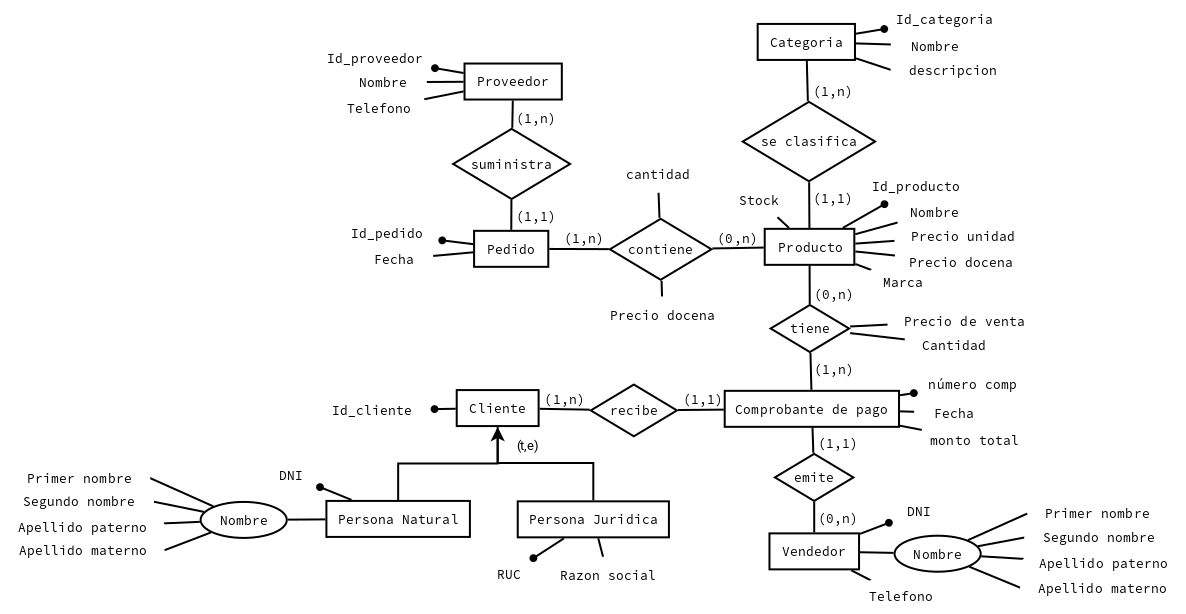 Id_categoria
Categoria
Nombre
descripcion
Id_proveedor
Nombre
Proveedor
Telefono
(1,n)
(1,n)
se clasifica
suministra
cantidad
Id_producto
(1,1)
Stock
(1,1)
Nombre
Id_pedido
Precio unidad
(1,n)
(0,n)
Pedido
contiene
Producto
Fecha
Precio docena
Marca
(0,n)
Precio docena
Precio de venta
tiene
Cantidad
(1,n)
número comp
(1,n)
(1,1)
Id_cliente
Cliente
recibe
Comprobante de pago
Fecha
monto total
(t,e)
(1,1)
DNI
emite
Primer nombre
Segundo nombre
Apellido paterno
Apellido materno
Nombre
Persona Natural
Persona Juridica
(0,n)
DNI
Primer nombre
Segundo nombre
Vendedor
Nombre
Apellido paterno
RUC
Razon social
Apellido materno
Telefono